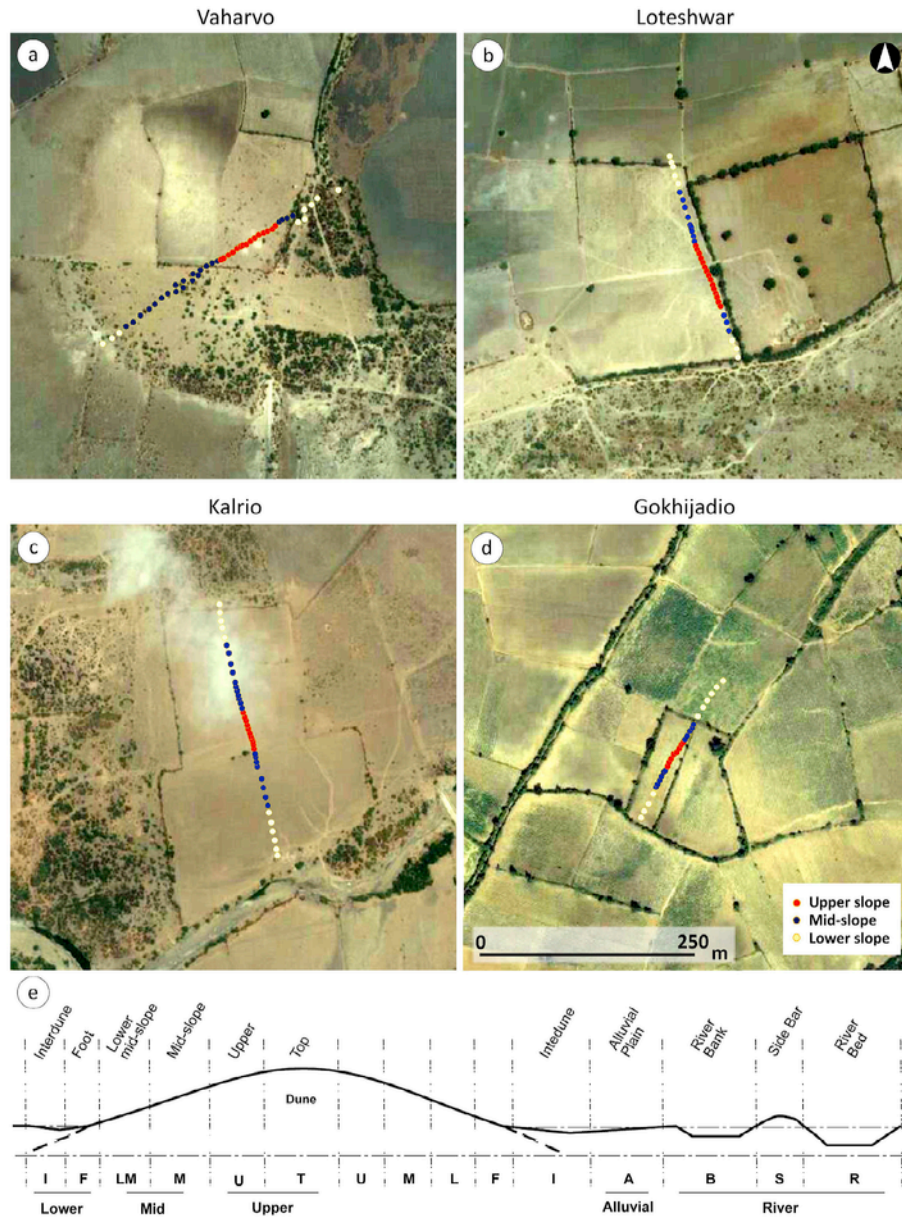 Vaharvo
Loteshwar
a
b
Kalrio
Gokhijadio
c
d
Upper slope
Mid-slope
Lower slope
0 250
m
e
Interdune
Foot
Lower
mid-slope
Mid-slope
Upper
Top
Intedune
Alluvial
Plain
River
Bank
Side Bar
River
Bed
Dune
I F LM M U T U M L F I A B S R
Lower Mid Upper Alluvial River